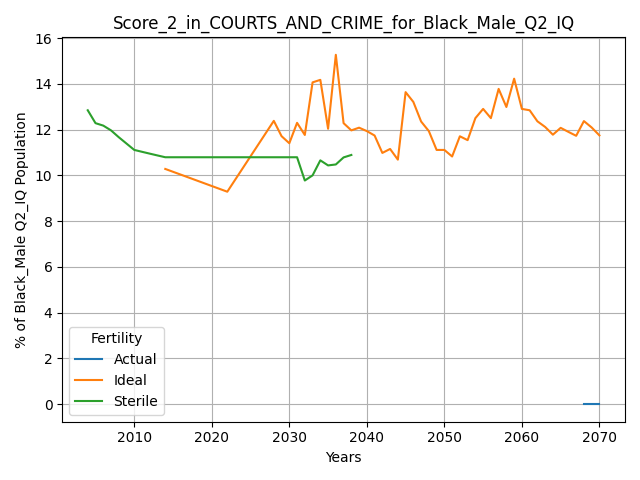 Score_2_in_COURTS_AND_CRIME_for_Black_Male_Q2_IQ
% of Black_Male Q2_IQ Population
16
14
12
10
8
6
4
2
0
Fertility
Actual
Ideal
Sterile
2010 2020 2030 2040 2050 2060 2070
Years